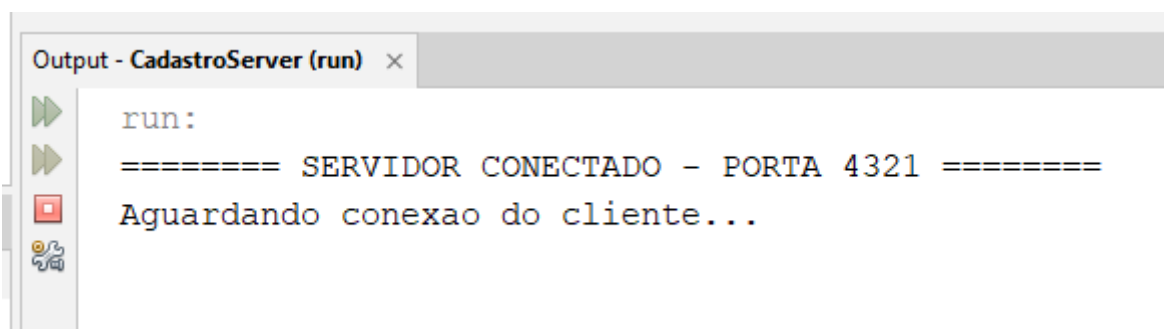 Output - CadastroServer (run)
run:
======== SERVIDOR CONECTADO - PORTA 4321 ========
Aguardando conexao do cliente...